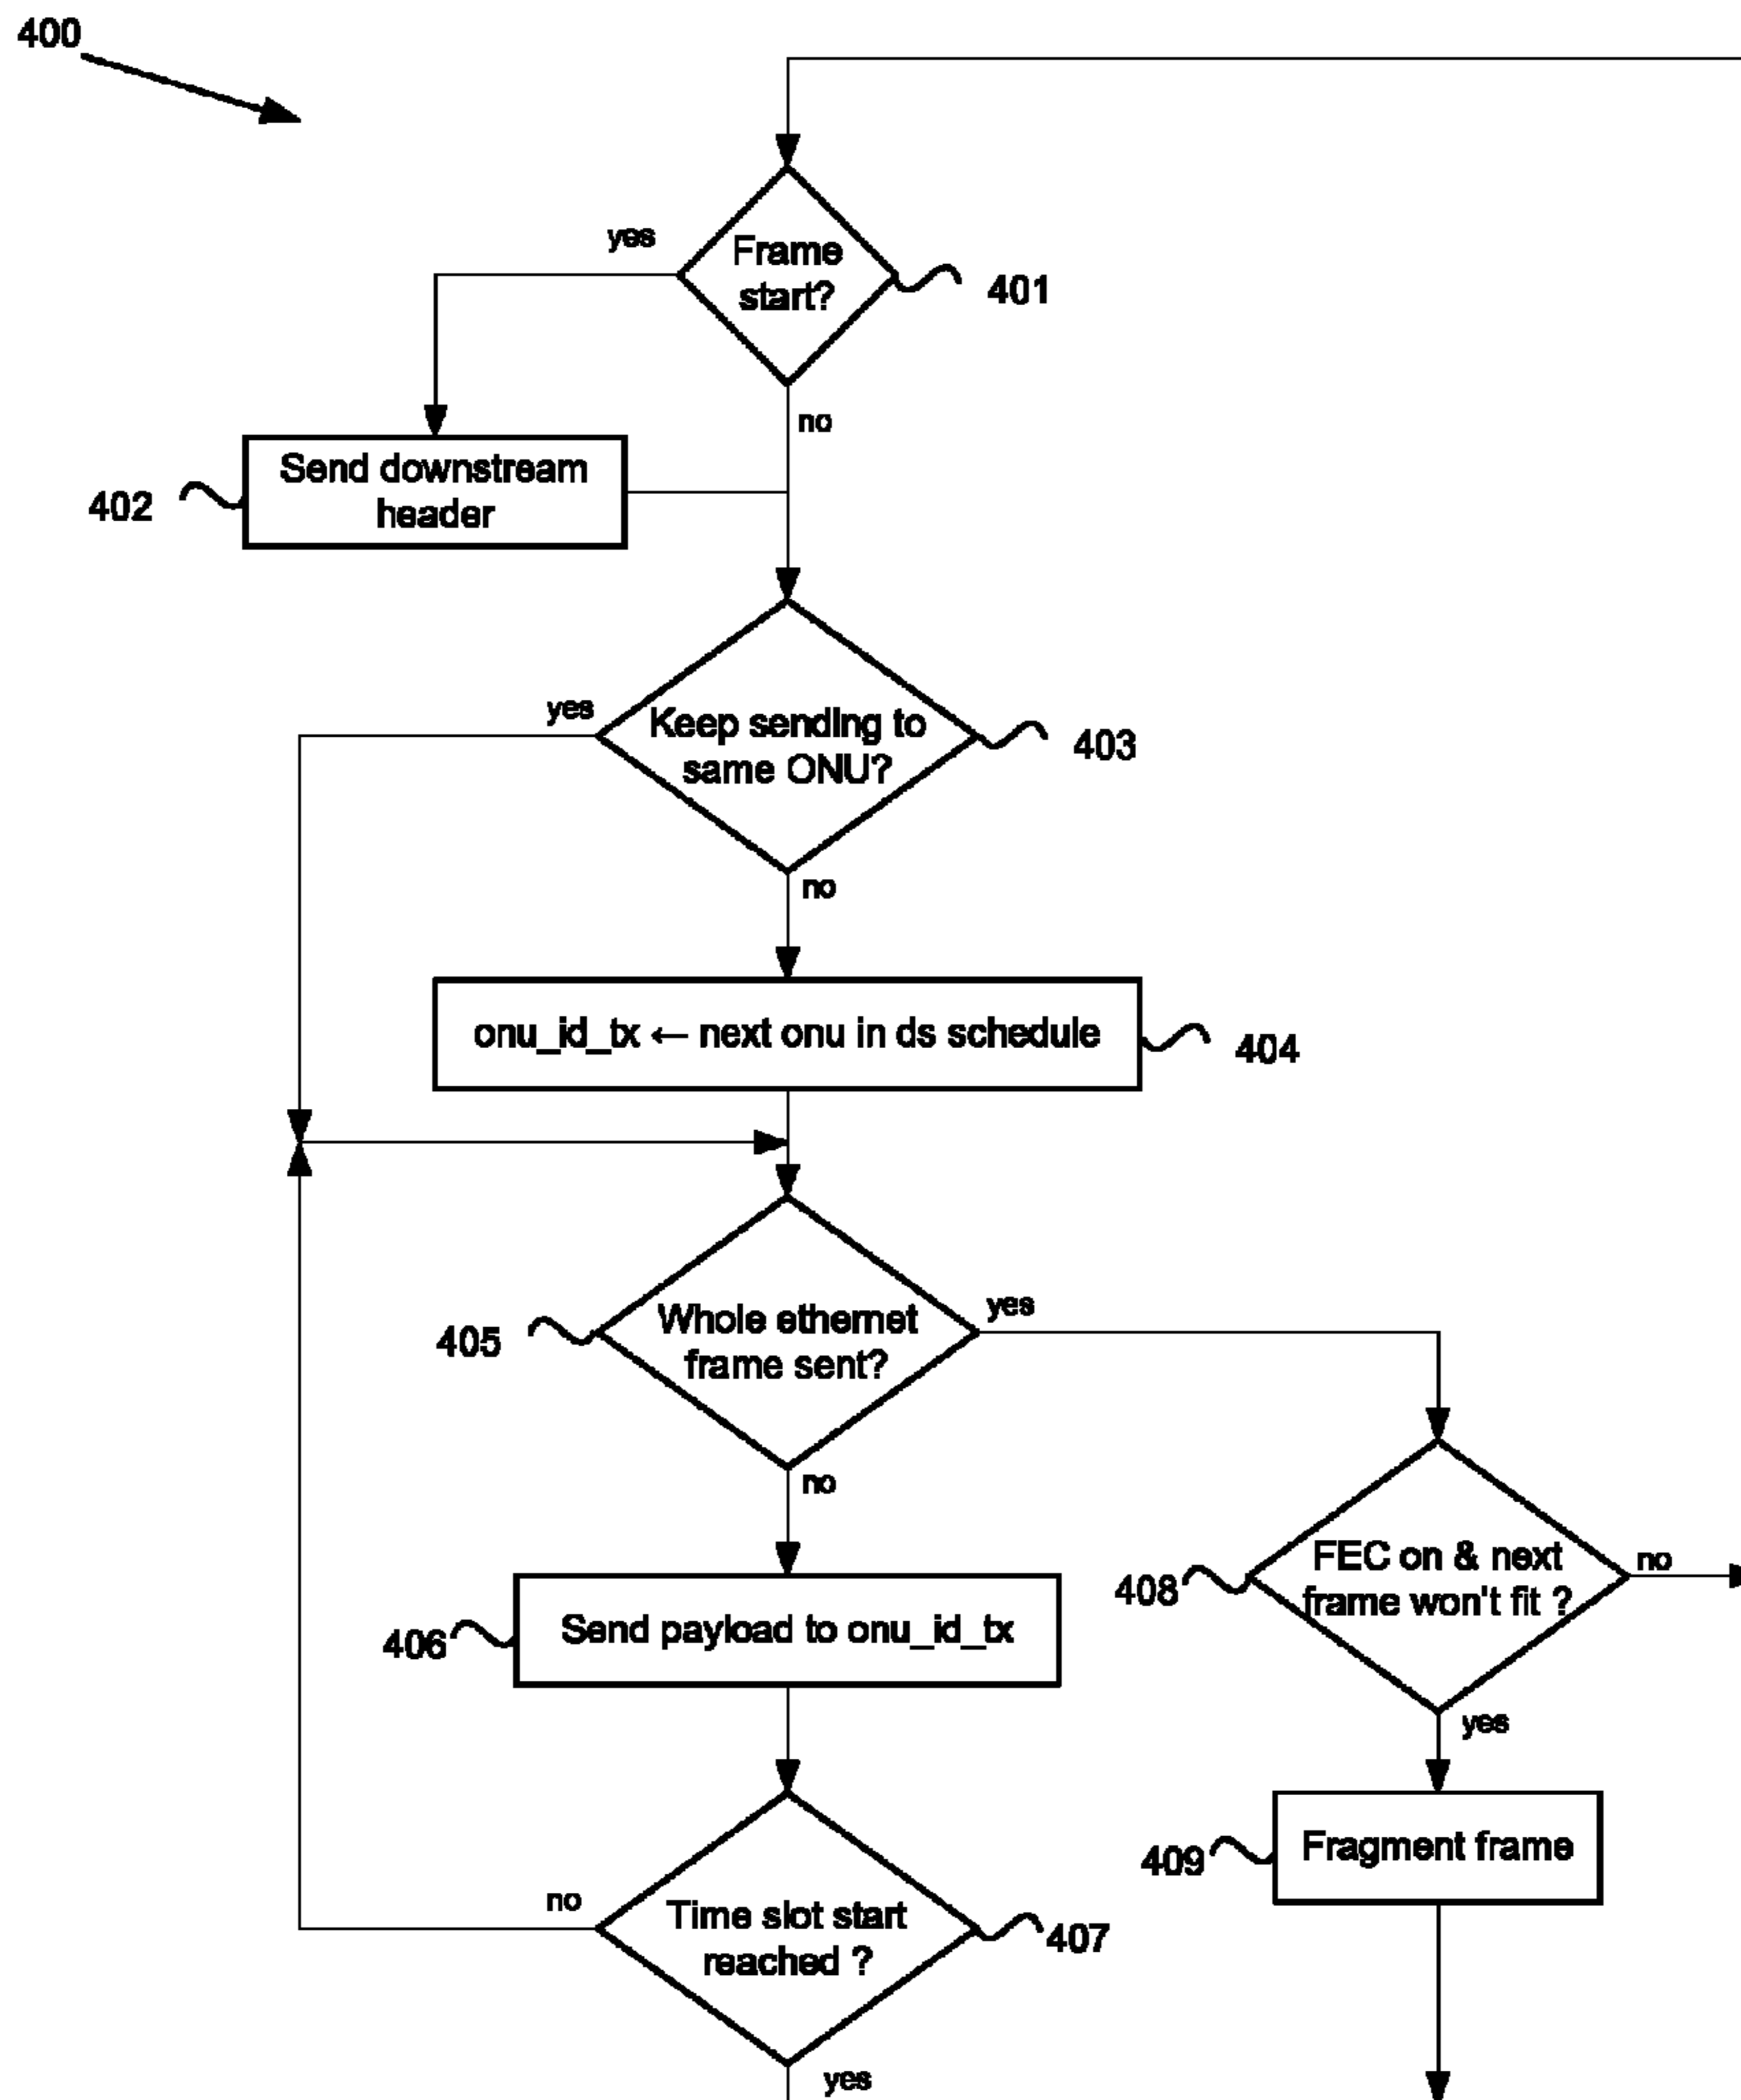 400
yes
Frame
start?
401
no
Send downstream
header
402
yes
Keep sending to
same ONU?
403
no
onu_id_tx ← next onu in ds schedule
404
405
Whole ethernet
frame sent?
yes
no
408
FEC on & next
frame won't fit ?
no
406
Send payload to onu_id_tx
yes
409
Fragment frame
no
Time slot start
reached ?
407
yes